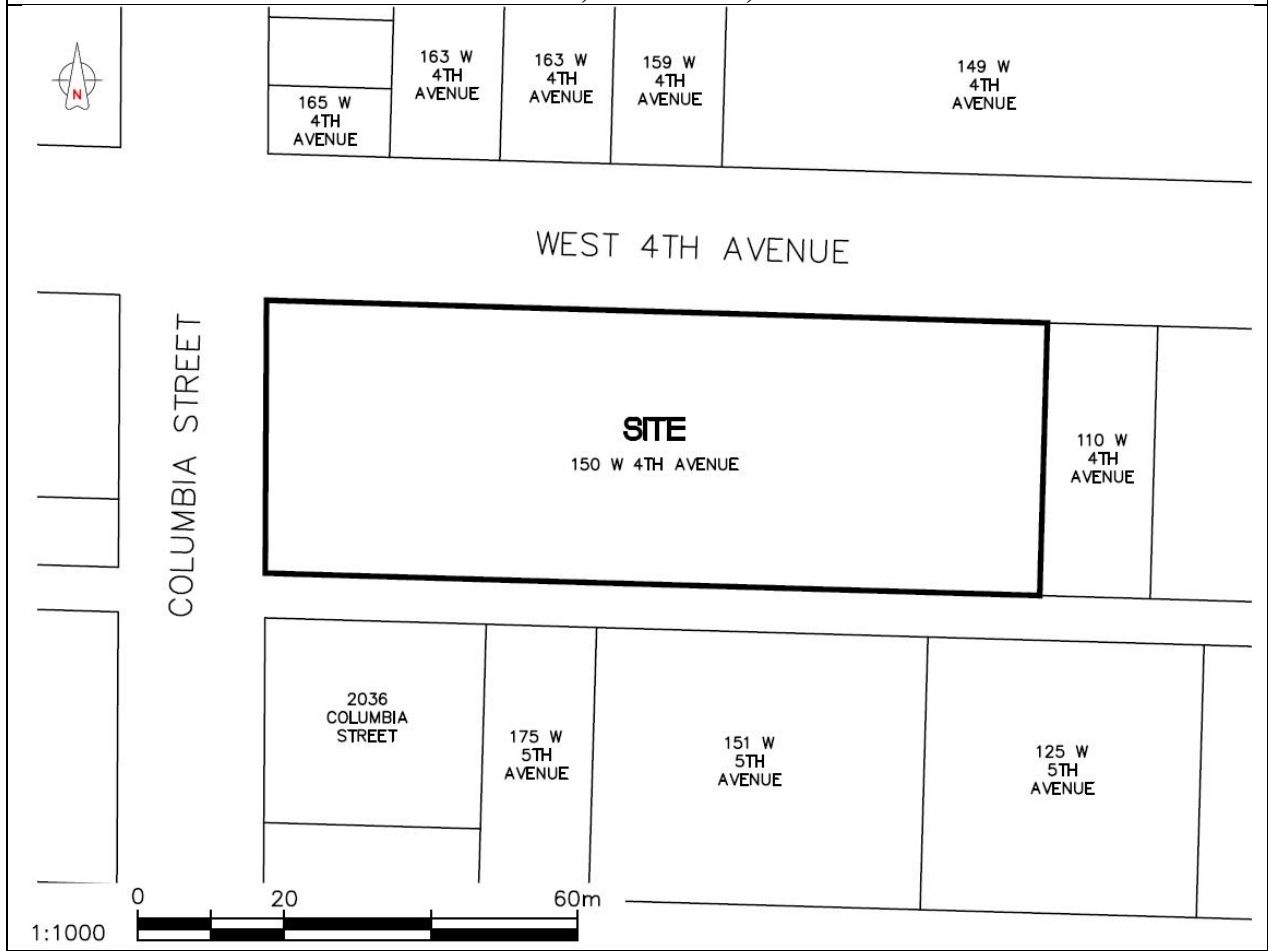 163 W
4TH
AVENUE
163 W
4TH
AVENUE
159 W
4TH
AVENUE
149 W
4TH
AVENUE
N
165 W
4TH
AVENUE
WEST 4TH AVENUE
COLUMBIA STREET
SITE
150 W 4TH AVENUE
110 W
4TH
AVENUE
2036
COLUMBIA
STREET
175 W
5TH
AVENUE
151 W
5TH
AVENUE
125 W
5TH
AVENUE
0 20 60m
1:1000